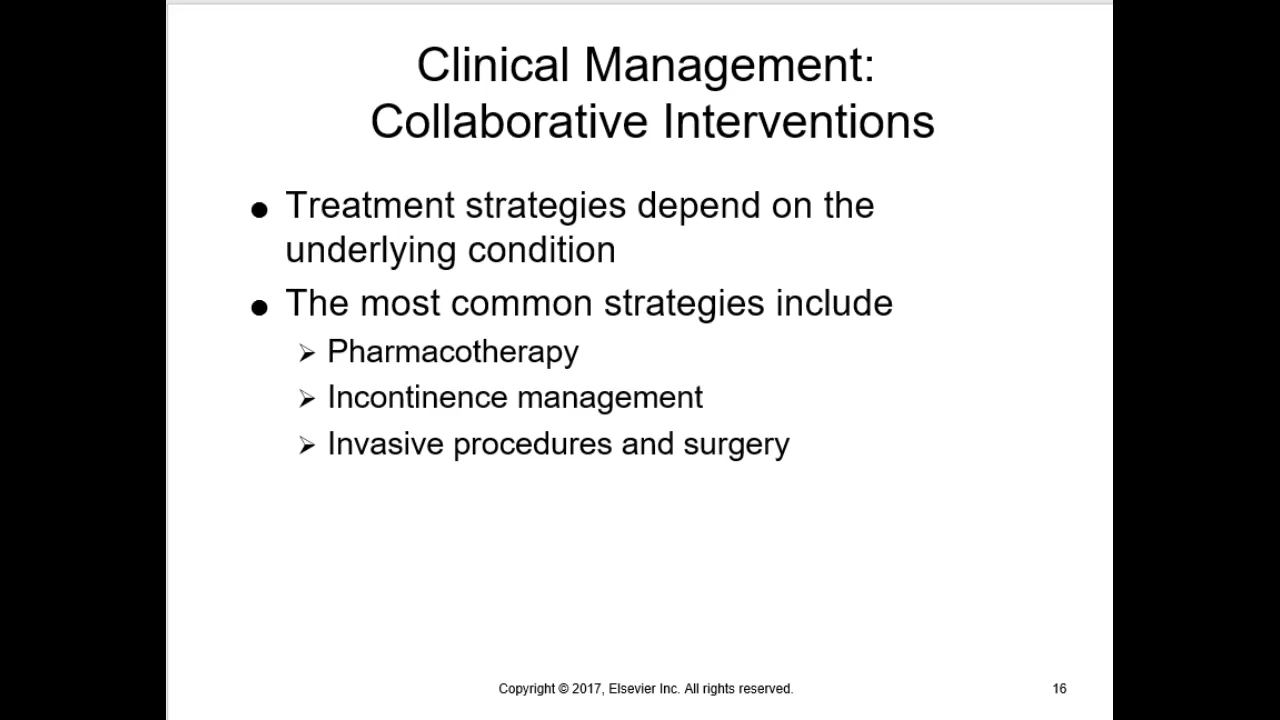 Clinical Management:
Collaborative Interventions
● Treatment strategies depend on the
underlying condition
● The most common strategies include
➢ Pharmacotherapy
➢ Incontinence management
➢ Invasive procedures and surgery
Copyright © 2017, Elsevier Inc. All rights reserved.
16